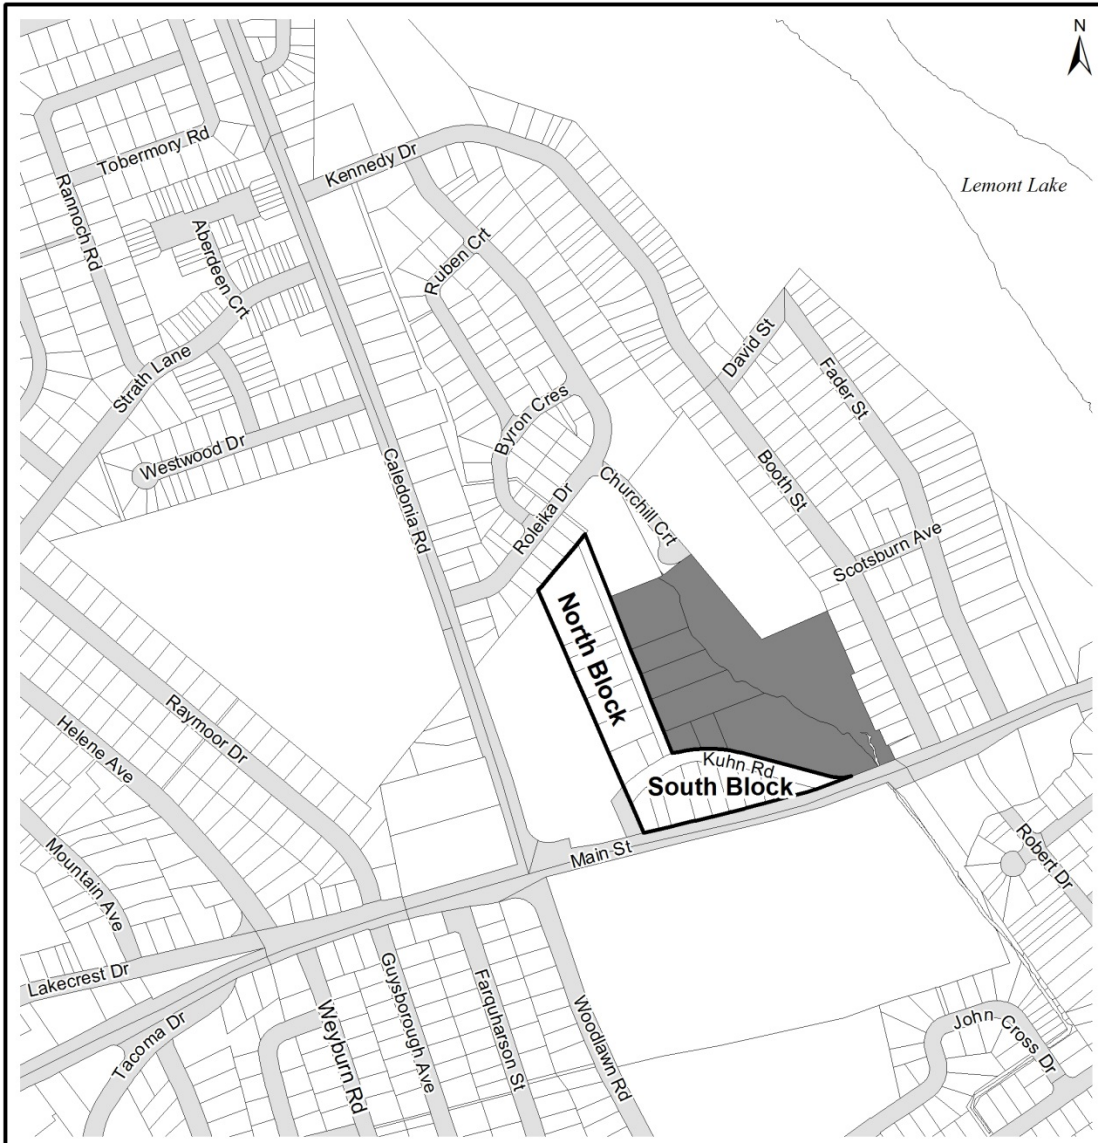 N
Tobermory Rd
Kennedy Dr
Lemont Lake
Rannoch Rd
Aberdeen Crt
Ruben Crt
David St
Strath Lane
Fader St
Byron Cres
Westwood Dr
Caledonia Rd
Booth St
Churchill Crt
Roleika Dr
Scotsburn Ave
North Block
Raymoor Dr
Helene Ave
Kuhn Rd
South Block
Main St
Mountain Ave
Robert Dr
Lakecrest Dr
Guysborough Ave
Farquharson St
Woodlawn Rd
Weyburn Rd
Tacoma Dr
John Cross Dr